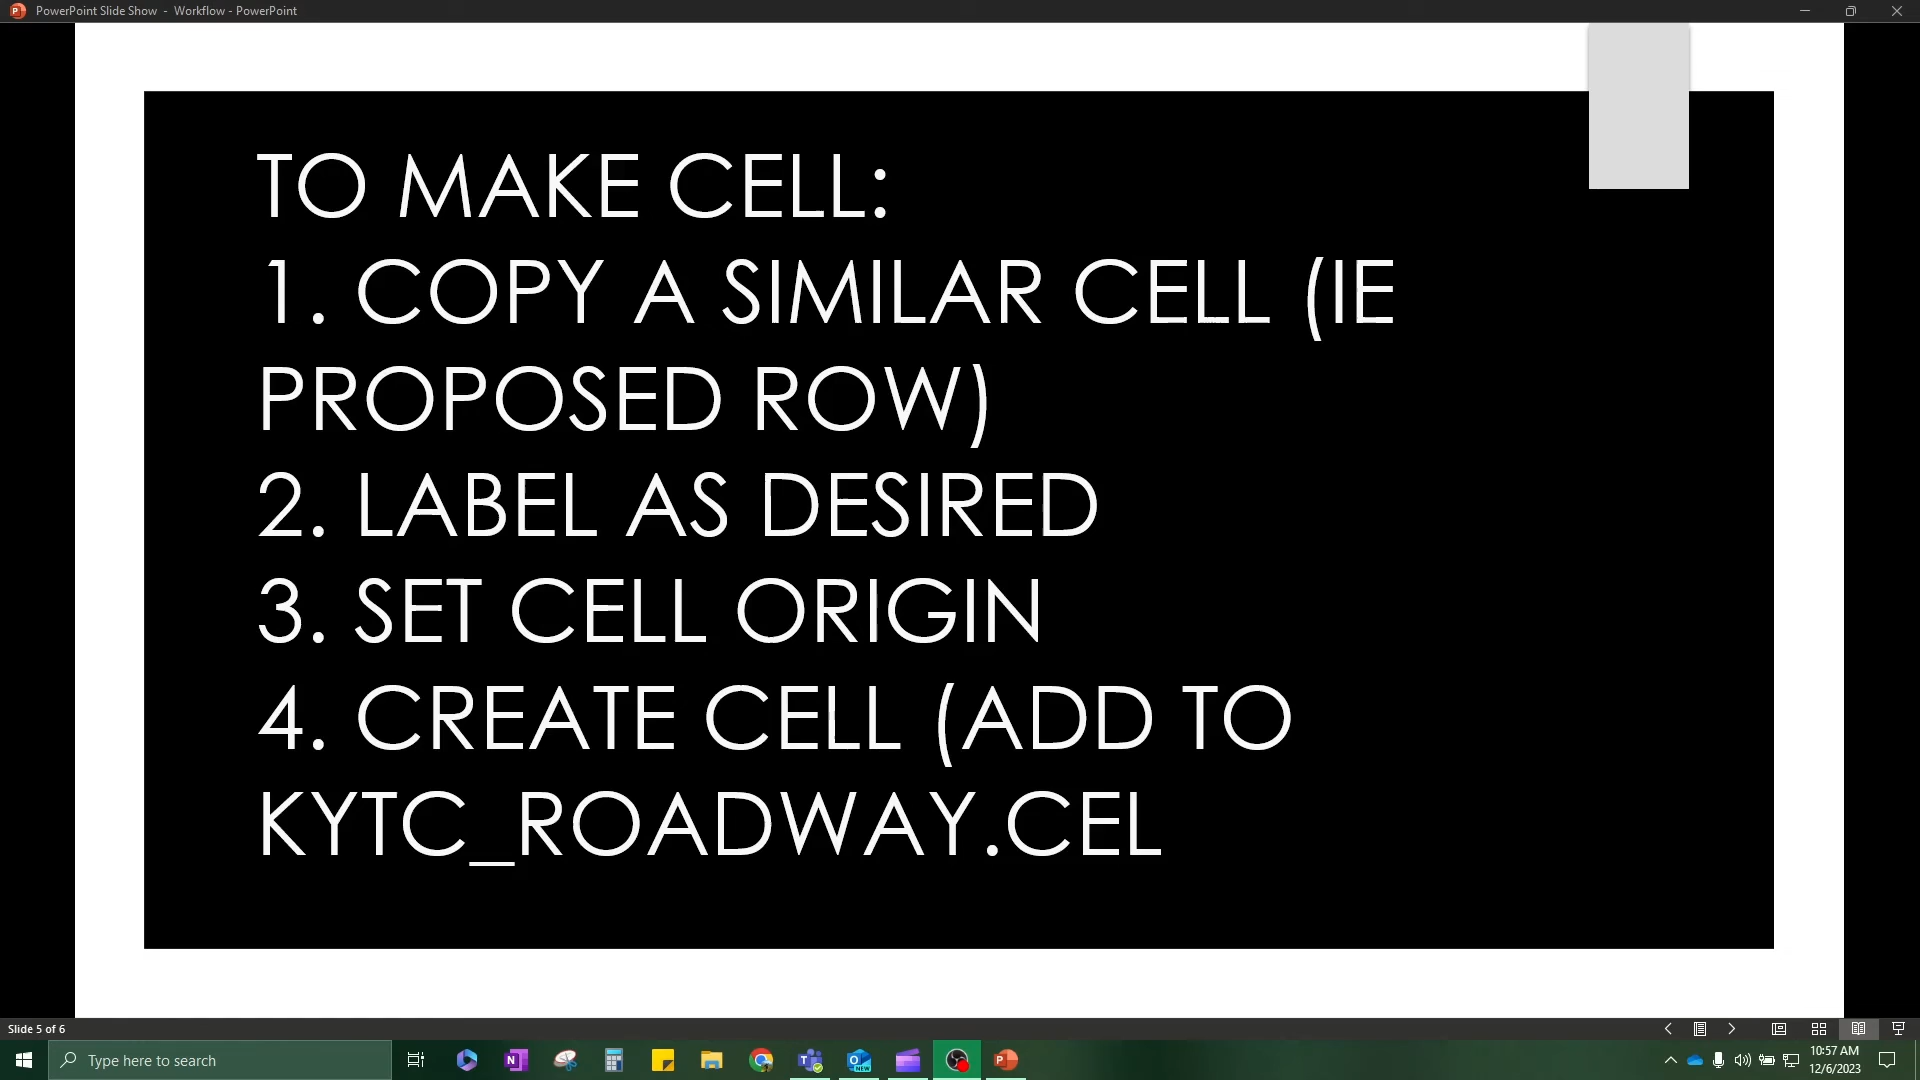 PowerPoint Slide Show - Workflow - PowerPoint
TO MAKE CELL:
1. COPY A SIMILAR CELL (IE
PROPOSED ROW)
2. LABEL AS DESIRED
3. SET CELL ORIGIN
4. CREATE CELL (ADD TO
KYTC_ROADWAY.CEL
Slide 5 of 6
Type here to search
10:57 AM
12/6/2023